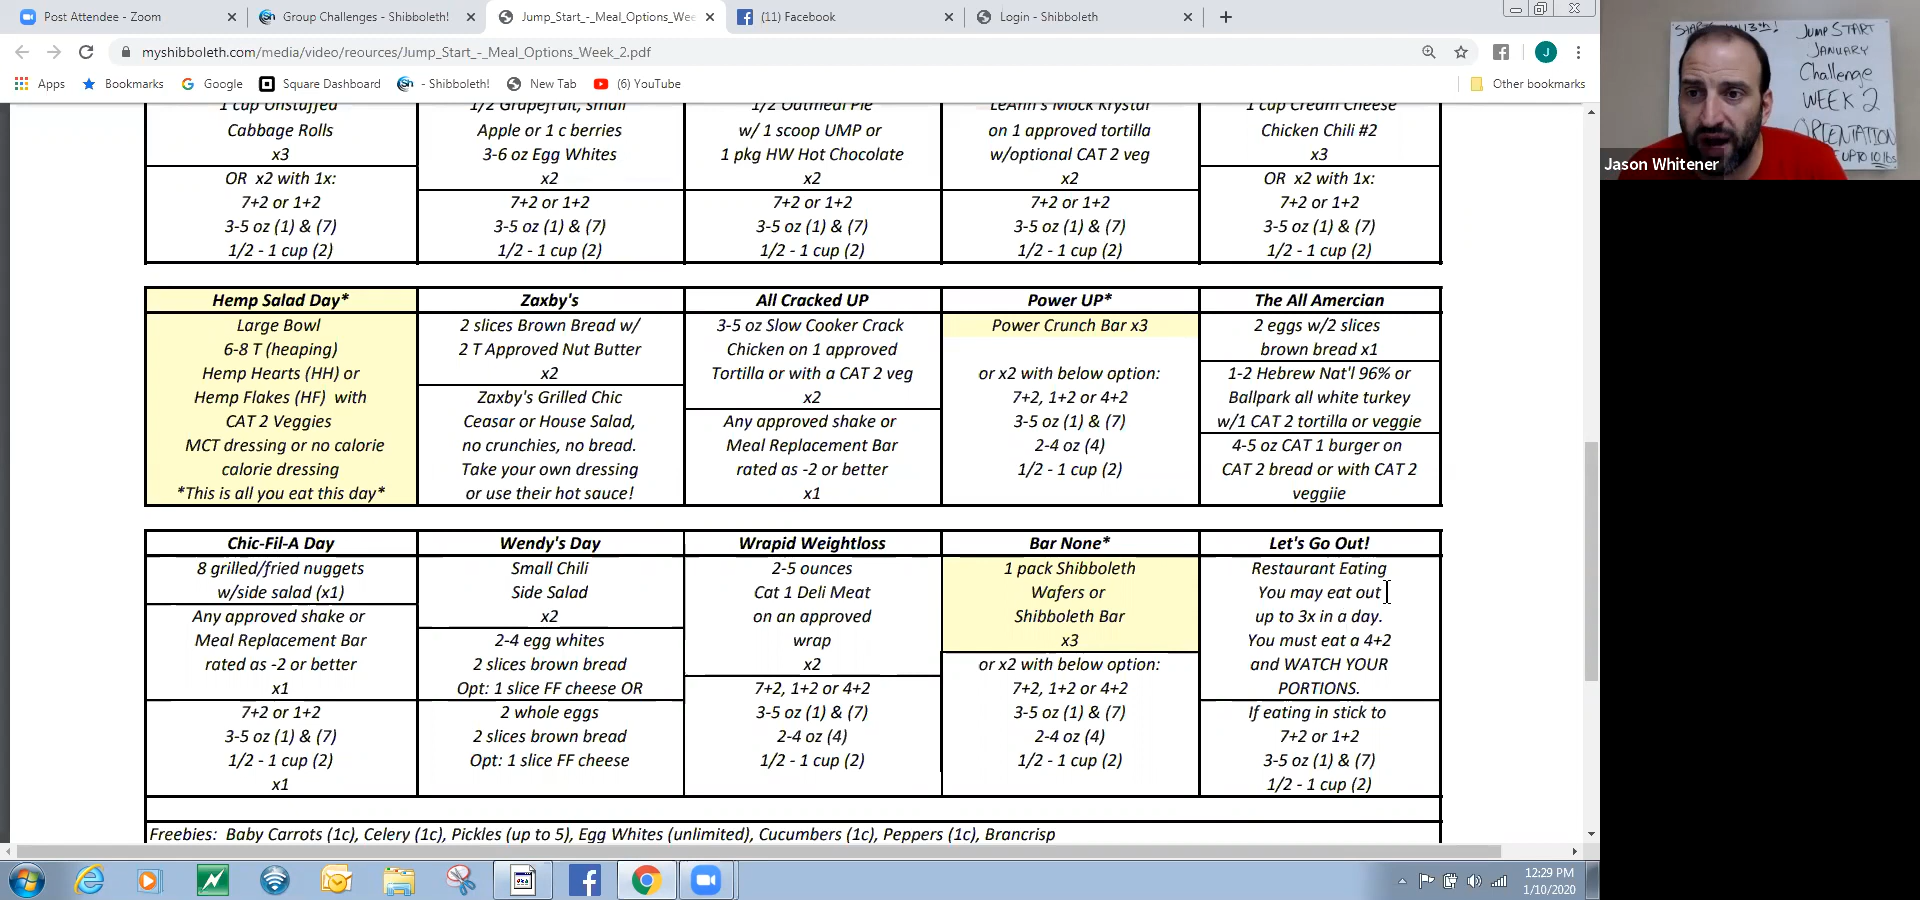 Post Attendee - Zoom
Group Challenges - Shibboleth!
Jump_Start_-_Meal_Options_We
(11) Facebook
Login - Shibboleth
myshibboleth.com/media/video/reources/Jump_Start_-_Meal_Options_Week_2.pdf
J
Apps
Bookmarks
Google
Square Dashboard
- Shibboleth!
New Tab
(6) YouTube
Other bookmarks
1 cup Unstuffed
Cabbage Rolls
x3
OR x2 with 1x:
7+2 or 1+2
3-5 oz (1) & (7)
1/2 - 1 cup (2)
1/2 Grapefruit, small
Apple or 1 c berries
3-6 oz Egg Whites
x2
7+2 or 1+2
3-5 oz (1) & (7)
1/2 - 1 cup (2)
1/2 Oatmeal Pie
w/ 1 scoop UMP or
1 pkg HW Hot Chocolate
x2
7+2 or 1+2
3-5 oz (1) & (7)
1/2 - 1 cup (2)
LeAnn's Mock Krystal
on 1 approved tortilla
w/optional CAT 2 veg
x2
7+2 or 1+2
3-5 oz (1) & (7)
1/2 - 1 cup (2)
1 cup Cream Cheese
Chicken Chili #2
x3
OR x2 with 1x:
7+2 or 1+2
3-5 oz (1) & (7)
1/2 - 1 cup (2)
Hemp Salad Day*
Large Bowl
6-8 T (heaping)
Hemp Hearts (HH) or
Hemp Flakes (HF) with
CAT 2 Veggies
MCT dressing or no calorie
calorie dressing
*This is all you eat this day*
Zaxby's
2 slices Brown Bread w/
2 T Approved Nut Butter
x2
Zaxby's Grilled Chic
Ceasar or House Salad,
no crunchies, no bread.
Take your own dressing
or use their hot sauce!
All Cracked UP
3-5 oz Slow Cooker Crack
Chicken on 1 approved
Tortilla or with a CAT 2 veg
x2
Any approved shake or
Meal Replacement Bar
rated as -2 or better
x1
Power UP*
Power Crunch Bar x3
or x2 with below option:
7+2, 1+2 or 4+2
3-5 oz (1) & (7)
2-4 oz (4)
1/2 - 1 cup (2)
The All Amercian
2 eggs w/2 slices
brown bread x1
1-2 Hebrew Nat'l 96% or
Ballpark all white turkey
w/1 CAT 2 tortilla or veggie
4-5 oz CAT 1 burger on
CAT 2 bread or with CAT 2
veggiie
Chic-Fil-A Day
8 grilled/fried nuggets
w/side salad (x1)
Any approved shake or
Meal Replacement Bar
rated as -2 or better
x1
7+2 or 1+2
3-5 oz (1) & (7)
1/2 - 1 cup (2)
x1
Wendy's Day
Small Chili
Side Salad
x2
2-4 egg whites
2 slices brown bread
Opt: 1 slice FF cheese OR
2 whole eggs
2 slices brown bread
Opt: 1 slice FF cheese
Wrapid Weightloss
2-5 ounces
Cat 1 Deli Meat
on an approved
wrap
x2
7+2, 1+2 or 4+2
3-5 oz (1) & (7)
2-4 oz (4)
1/2 - 1 cup (2)
Bar None*
1 pack Shibboleth
Wafers or
Shibboleth Bar
x3
or x2 with below option:
7+2, 1+2 or 4+2
3-5 oz (1) & (7)
2-4 oz (4)
1/2 - 1 cup (2)
Let's Go Out!
Restaurant Eating
You may eat out
up to 3x in a day.
You must eat a 4+2
and WATCH YOUR
PORTIONS.
If eating in stick to
7+2 or 1+2
3-5 oz (1) & (7)
1/2 - 1 cup (2)
Freebies: Baby Carrots (1c), Celery (1c), Pickles (up to 5), Egg Whites (unlimited), Cucumbers (1c), Peppers (1c), Brancrisp
12:29 PM
1/10/2020
13th!
JUMP START
JANUARY
Challenge
WEEK 2
ORIENTATION
UP TO 10 lbs
Jason Whitener